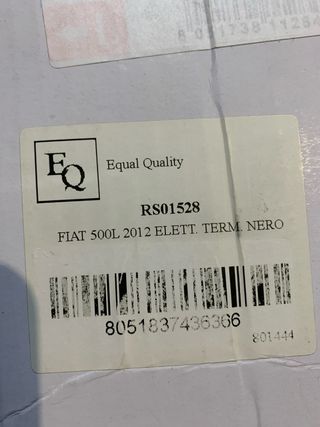 EQ
Equal Quality
RS01528
FIAT 500L 2012 ELETT. TERM. NERO
8051837436366
801444